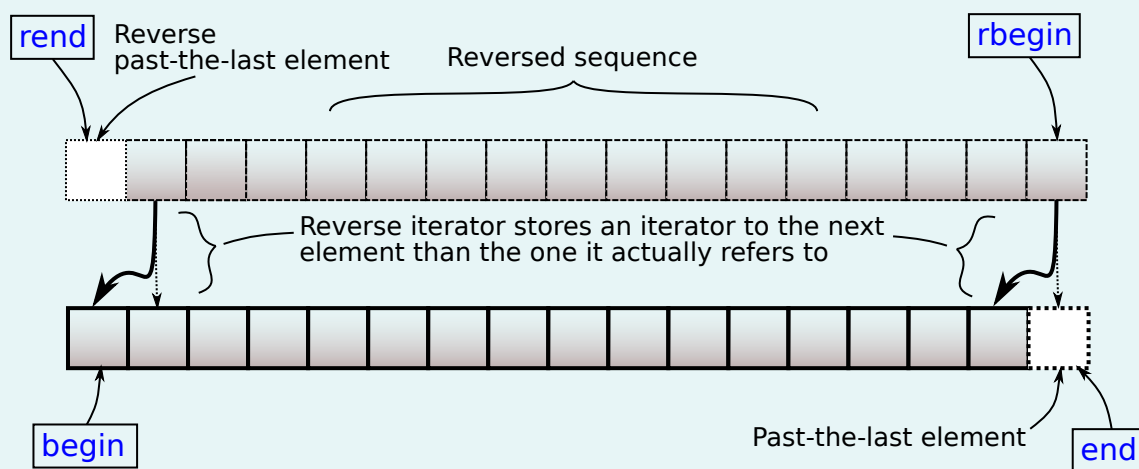 rend
Reverse
past-the-last element
Reversed sequence
rbegin
Reverse iterator stores an iterator to the next
element than the one it actually refers to
begin
Past-the-last element
end